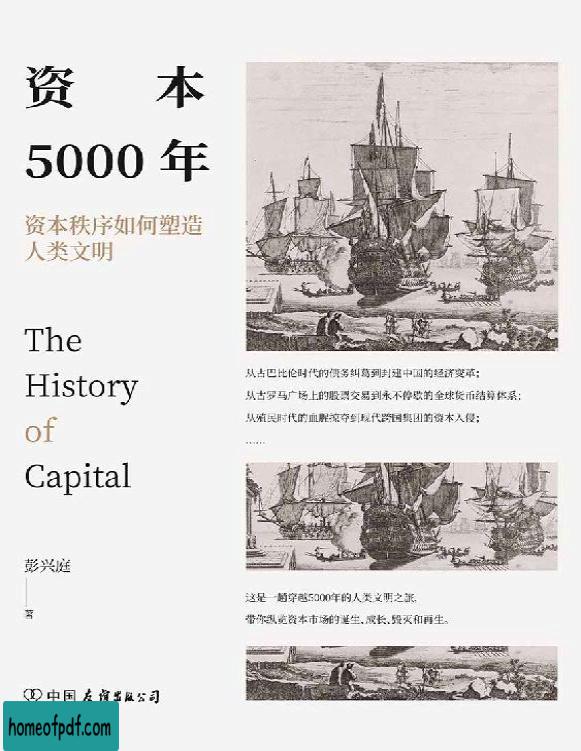 资本
5000年
资本秩序如何塑造
人类文明
The
History
of
Capital
彭兴庭
著
从古巴比伦时代的债务纠葛到封建中国的经济变革；
从古罗马广场上的股票交易到永不停歇的全球货币结算体系；
从殖民时代的血腥掠夺到现代跨国集团的资本入侵；
……
这是一趟穿越5000年的人类文明之旅，
带你纵览资本市场的诞生、成长、毁灭和再生。
中国友谊出版公司
homeofpdf.com